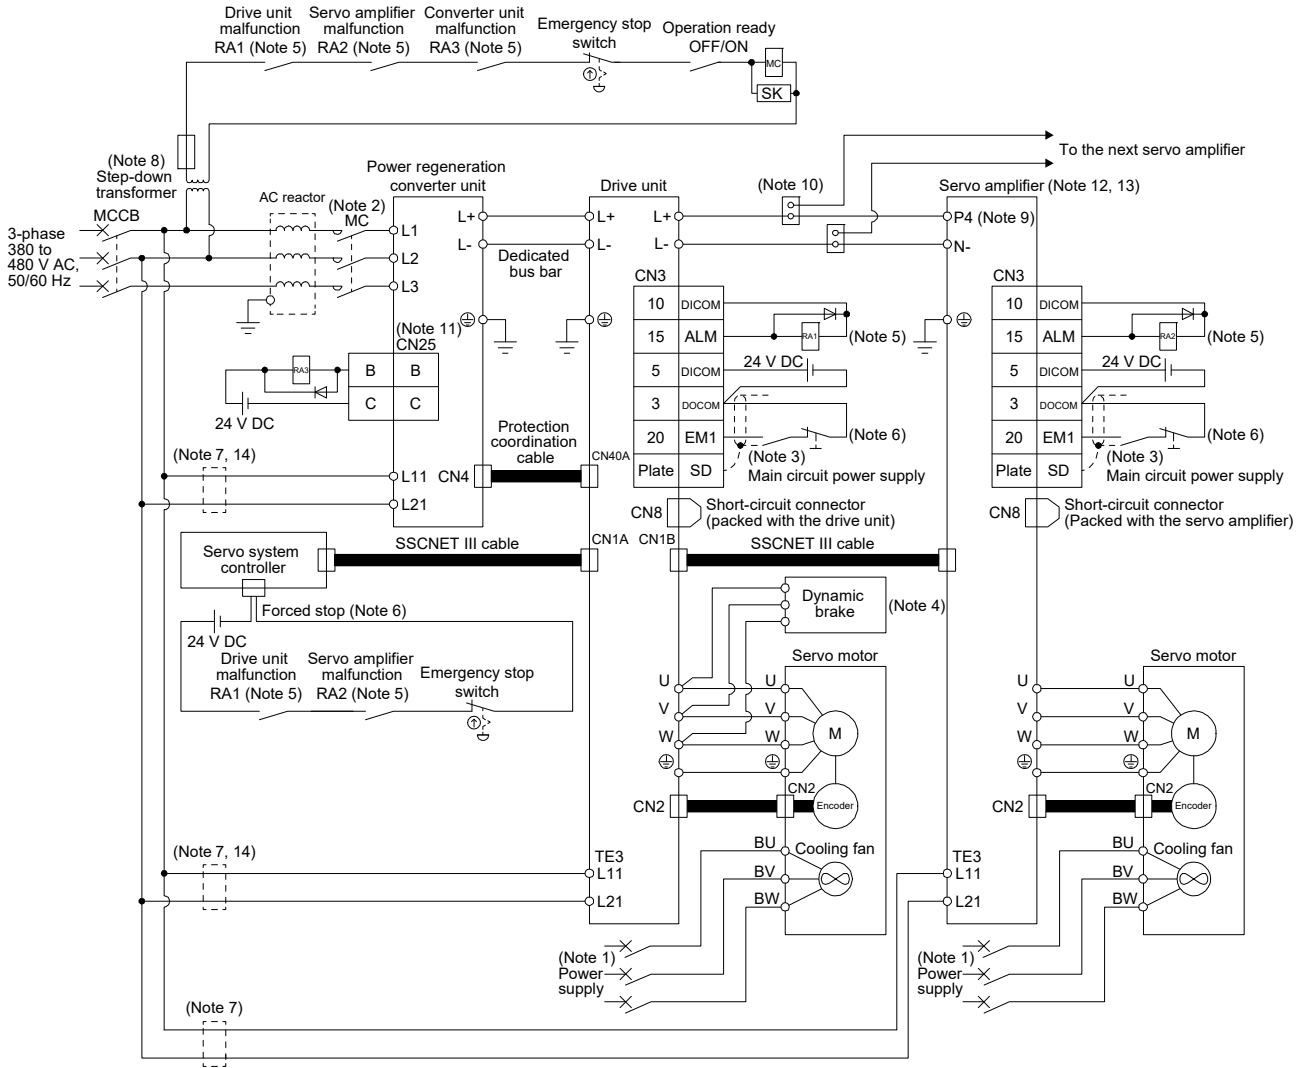 Drive unit
malfunction
RA1 (Note 5)
Servo amplifier
malfunction
RA2 (Note 5)
Converter unit
malfunction
RA3 (Note 5)
Emergency stop
switch
Operation ready
OFF/ON
MC
SK
(Note 8)
Step-down
transformer
MCCB
3-phase
380 to
480 V AC,
50/60 Hz
AC reactor
(Note 2)
MC
Power regeneration
converter unit
L1
L2
L3
L+
L-
Dedicated
bus bar
Drive unit
L+
L-
L+
L-
(Note 10)
To the next servo amplifier
Servo amplifier (Note 12, 13)
P4 (Note 9)
N-
(Note 11)
CN25
B
B
C
C
RA3
24 V DC
CN3
10
DICOM
15
ALM
5
DICOM
3
DOCOM
20
EM1
Plate
SD
RA1
(Note 5)
24 V DC
(Note 6)
(Note 3)
Main circuit power supply
CN3
10
DICOM
15
ALM
5
DICOM
3
DOCOM
20
EM1
Plate
SD
RA2
(Note 5)
24 V DC
(Note 6)
(Note 3)
Main circuit power supply
Protection
coordination
cable
(Note 7, 14)
L11
L21
CN4
CN40A
CN8
Short-circuit connector
(packed with the drive unit)
CN8
Short-circuit connector
(Packed with the servo amplifier)
Servo system
controller
SSCNET III cable
CN1A
CN1B
SSCNET III cable
Forced stop (Note 6)
24 V DC
Drive unit
malfunction
RA1 (Note 5)
Servo amplifier
malfunction
RA2 (Note 5)
Emergency stop
switch
Dynamic
brake
(Note 4)
Servo motor
U
V
W
U
V
W
M
CN2
CN2
Encoder
BU
BV
BW
Cooling fan
Servo motor
U
V
W
U
V
W
M
CN2
CN2
Encoder
BU
BV
BW
Cooling fan
(Note 7, 14)
TE3
L11
L21
TE3
L11
L21
(Note 1)
Power
supply
(Note 1)
Power
supply
(Note 7)